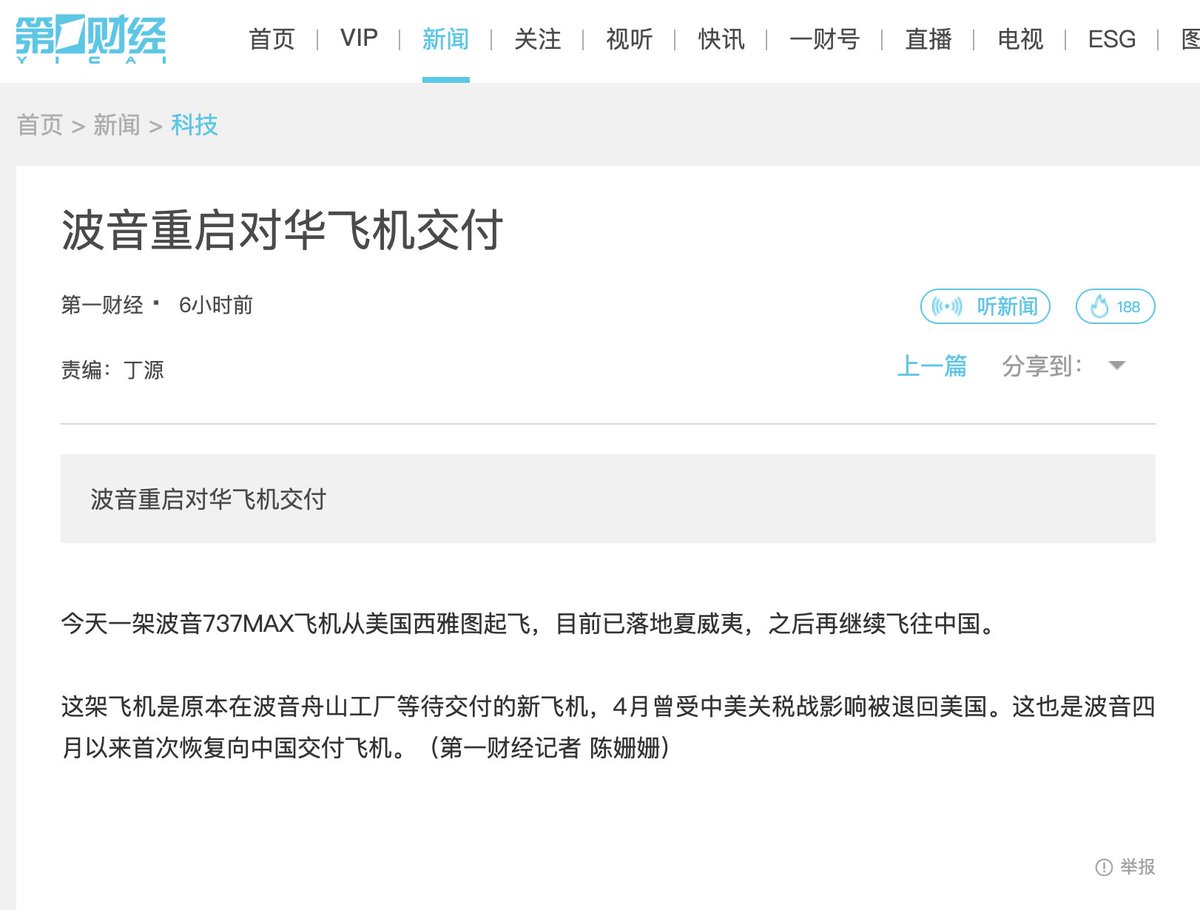 第一财经
YICAI
首页 | VIP | 新闻 | 关注 | 视听 | 快讯 | 一财号 | 直播 | 电视 | ESG |
首页 > 新闻 > 科技
波音重启对华飞机交付
第一财经 · 6小时前
听新闻 188
责编：丁源
上一篇 分享到：
波音重启对华飞机交付
今天一架波音737MAX飞机从美国西雅图起飞，目前已落地夏威夷，之后再继续飞往中国。
这架飞机是原本在波音舟山工厂等待交付的新飞机，4月曾受中美关税战影响被退回美国。这也是波音四
月以来首次恢复向中国交付飞机。（第一财经记者 陈姗姗）
举报